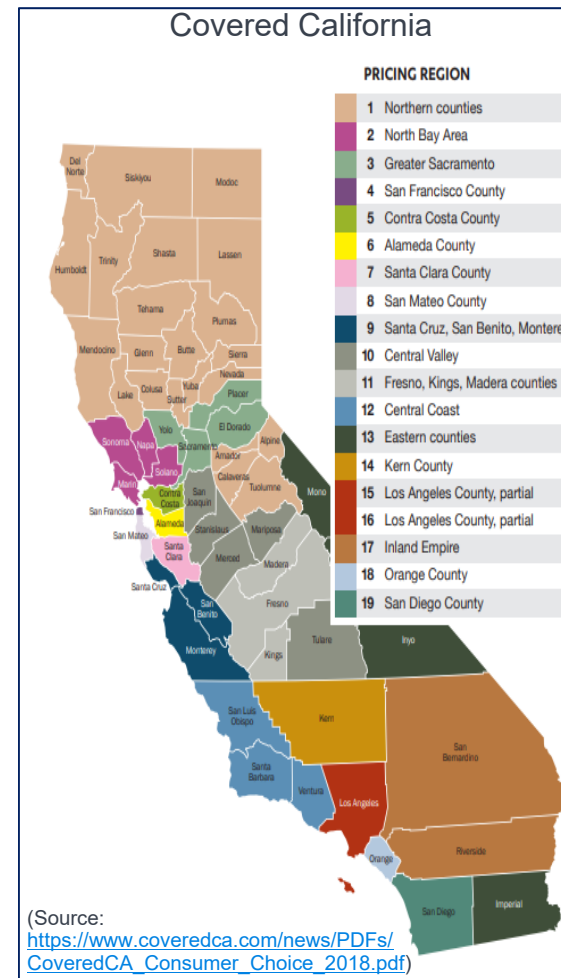 Covered California
PRICING REGION
1 Northern counties
2 North Bay Area
3 Greater Sacramento
4 San Francisco County
5 Contra Costa County
6 Alameda County
7 Santa Clara County
8 San Mateo County
9 Santa Cruz, San Benito, Montere
10 Central Valley
11 Fresno, Kings, Madera counties
12 Central Coast
13 Eastern counties
14 Kern County
15 Los Angeles County, partial
16 Los Angeles County, partial
17 Inland Empire
18 Orange County
19 San Diego County
Del
Norte
Siskiyou
Modoc
Humboldt
Trinity
Shasta
Lassen
Tehama
Plumas
Mendocino
Glenn
Butte
Sierra
Nevada
Lake
Colusa
Yuba
Sutter
Placer
Yolo
El Dorado
Sonoma
Napa
Sacramento
Alpine
Solano
Amador
Marin
Calaveras
Contra
Costa
San
Joaquin
Tuolumne
Mono
San Francisco
Alameda
Stanislaus
Mariposa
San Mateo
Santa
Clara
Merced
Madera
Santa Cruz
San
Benito
Fresno
Monterey
Kings
Tulare
Inyo
San Luis
Obispo
Kern
San
Bernardino
Santa
Barbara
Ventura
Los Angeles
Orange
Riverside
San Diego
Imperial
(Source:
https://www.coveredca.com/news/PDFs/
CoveredCA_Consumer_Choice_2018.pdf)